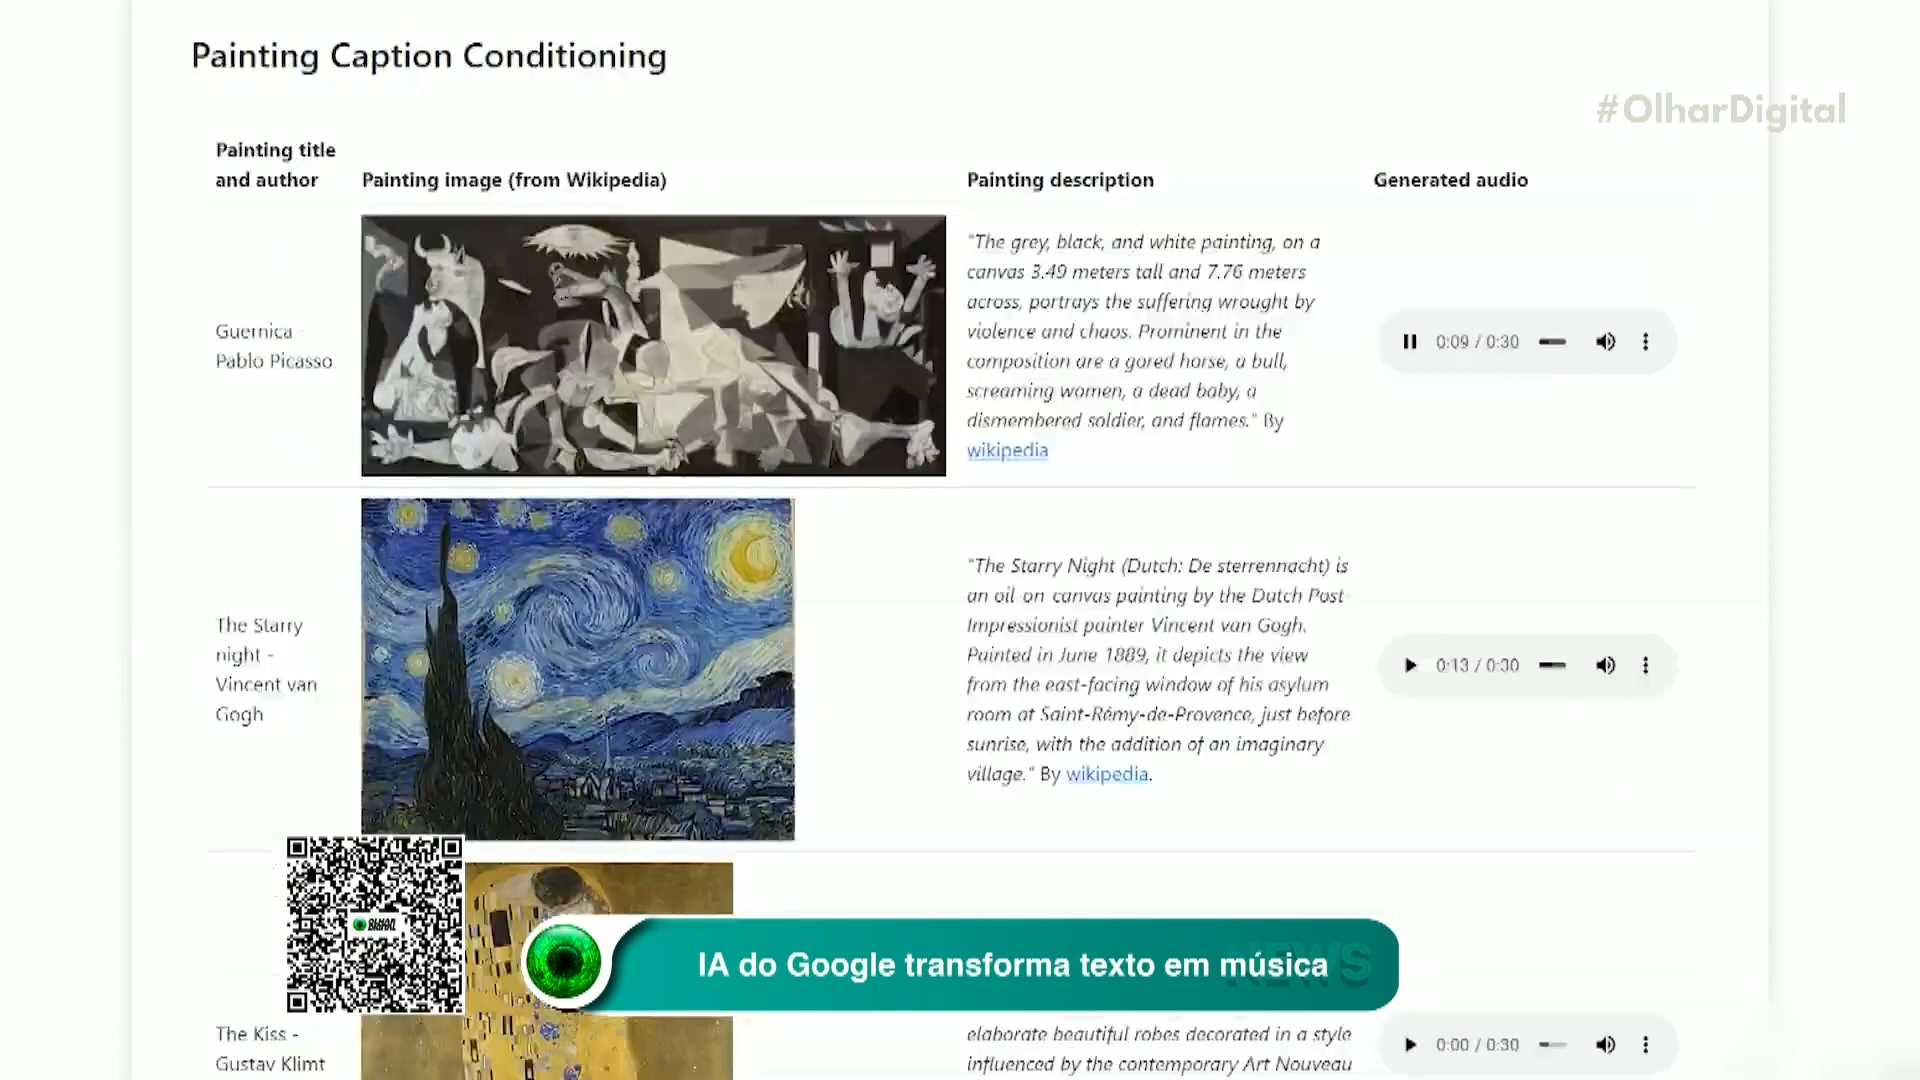 Painting Caption Conditioning
#OlharDigital
Painting title
and author
Painting image (from Wikipedia)
Painting description
Generated audio
Guernica -
Pablo Picasso
"The grey, black, and white painting, on a
canvas 3.49 meters tall and 7.76 meters
across, portrays the suffering wrought by
violence and chaos. Prominent in the
composition are a gored horse, a bull,
screaming women, a dead baby, a
dismembered soldier, and flames." By
wikipedia
0:09 / 0:30
The Starry
night -
Vincent van
Gogh
"The Starry Night (Dutch: De sterrennacht) is
an oil-on-canvas painting by the Dutch Post-
Impressionist painter Vincent van Gogh.
Painted in June 1889, it depicts the view
from the east-facing window of his asylum
room at Saint-Rémy-de-Provence, just before
sunrise, with the addition of an imaginary
village." By wikipedia.
0:13 / 0:30
IA do Google transforma texto em música
NEWS
The Kiss -
Gustav Klimt
elaborate beautiful robes decorated in a style
influenced by the contemporary Art Nouveau
0:00 / 0:30